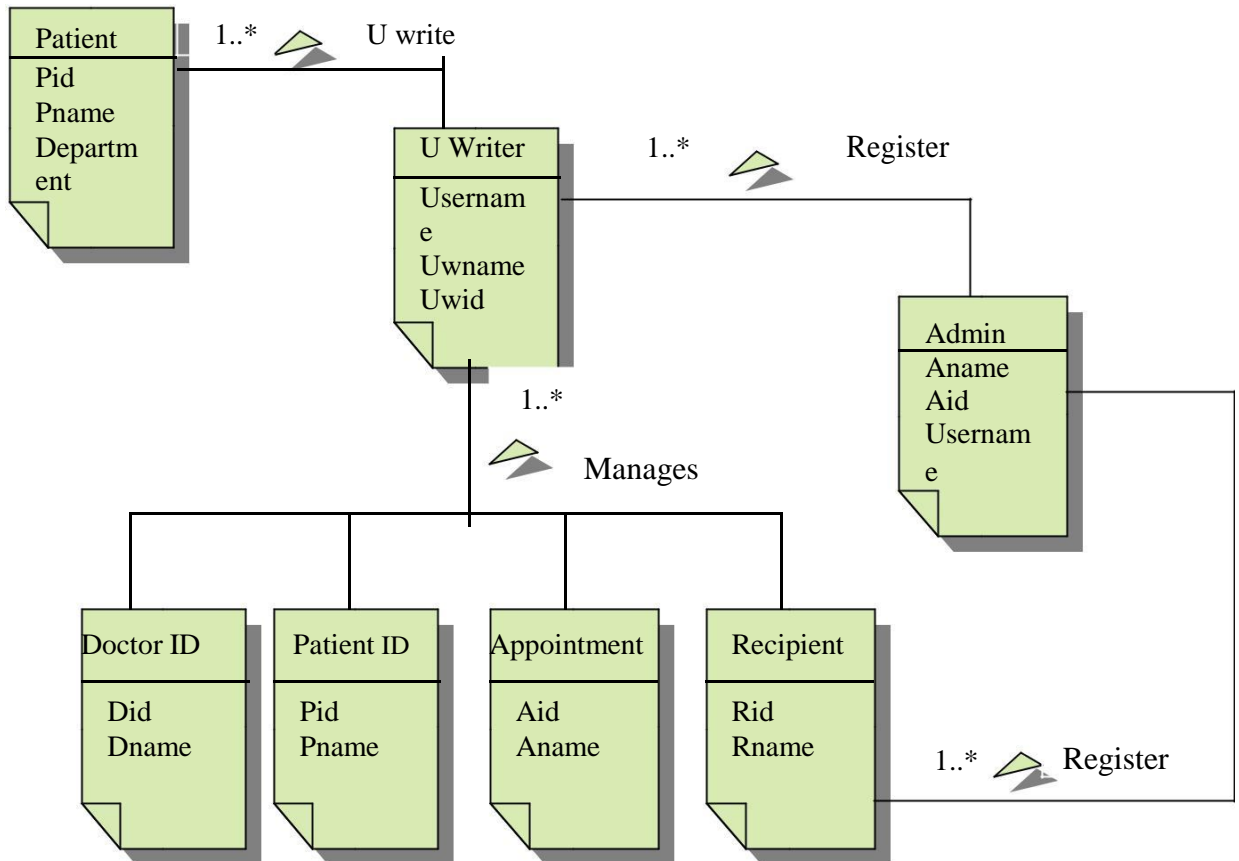 Patient
Pid
Pname
Departm
ent
1..* U write
U Writer
Usernam
e
Uwname
Uwid
1..* Register
Admin
Aname
Aid
Usernam
e
1..*
Manages
Doctor ID
Did
Dname
Patient ID
Pid
Pname
Appointment
Aid
Aname
Recipient
Rid
Rname
1..* Register